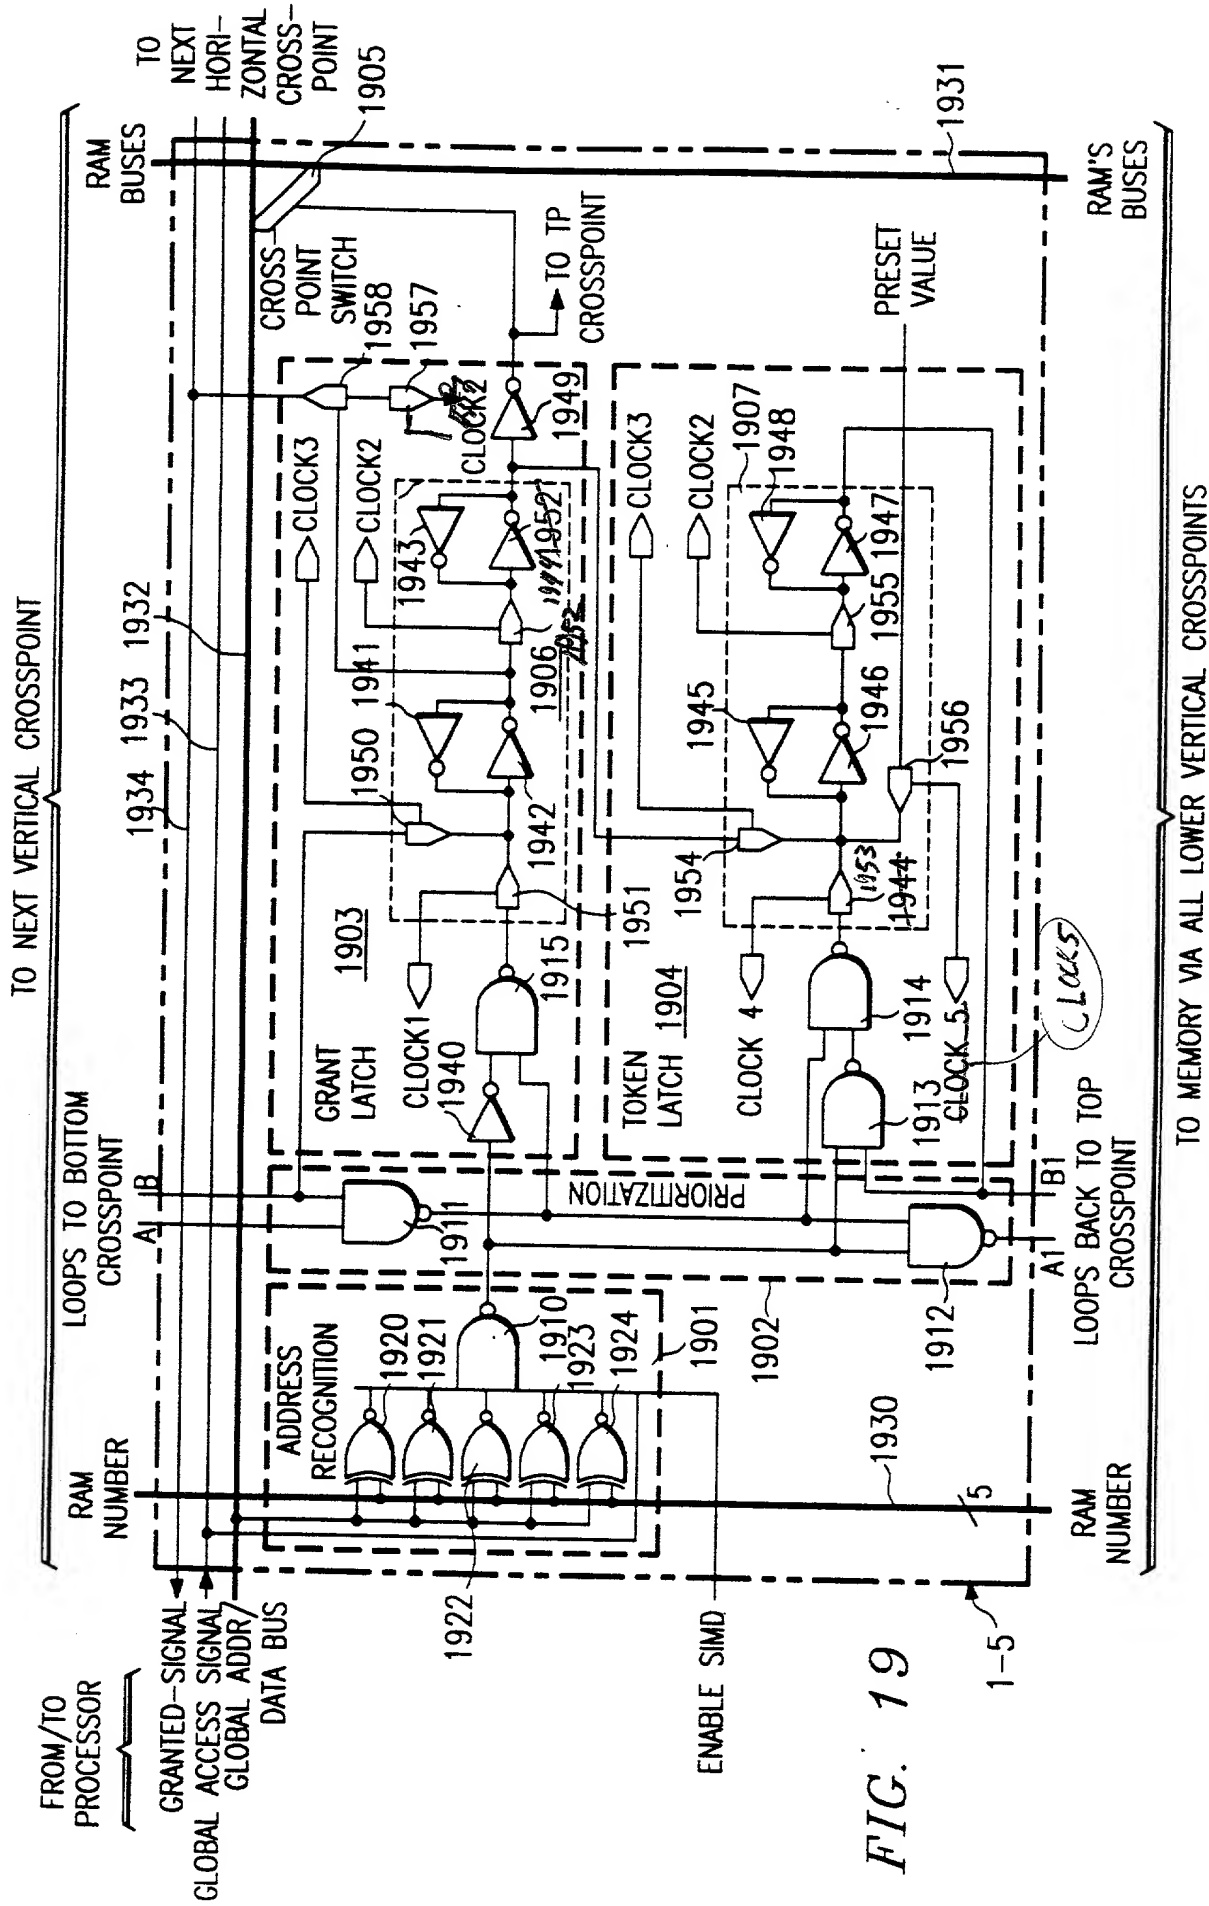 TO NEXT VERTICAL CROSSPOINT
FROM/TO
PROCESSOR
RAM
NUMBER
LOOPS TO BOTTOM
CROSSPOINT
A
B
1934
1933
1932
RAM
BUSES
TO
NEXT
HORI-
ZONTAL
CROSS-
POINT
1905
GRANTED-SIGNAL
GLOBAL ACCESS SIGNAL
GLOBAL ADDR/
DATA BUS
ADDRESS
RECOGNITION
1920
1921
1910
1923
1924
1922
1901
1902
ENABLE SIMD
1911
PRIORITIZATION
1912
GRANT
LATCH
1903
CLOCK1
1940
1915
1951
1950
1941
1942
1906
1943
1944
1952
1952
CLOCK3
CLOCK2
CLOCK2
1949
1958
1957
CROSS-
POINT
SWITCH
TO TP
CROSSPOINT
TOKEN
LATCH
1904
CLOCK 4
1913
1914
CLOCK 5
CLOCK5
1954
1953
1944
1945
1946
1956
1955
1947
1948
1907
CLOCK3
CLOCK2
PRESET
VALUE
1931
1930
5
1-5
RAM
NUMBER
A1
B1
LOOPS BACK TO TOP
CROSSPOINT
RAM'S
BUSES
TO MEMORY VIA ALL LOWER VERTICAL CROSSPOINTS
FIG. 19